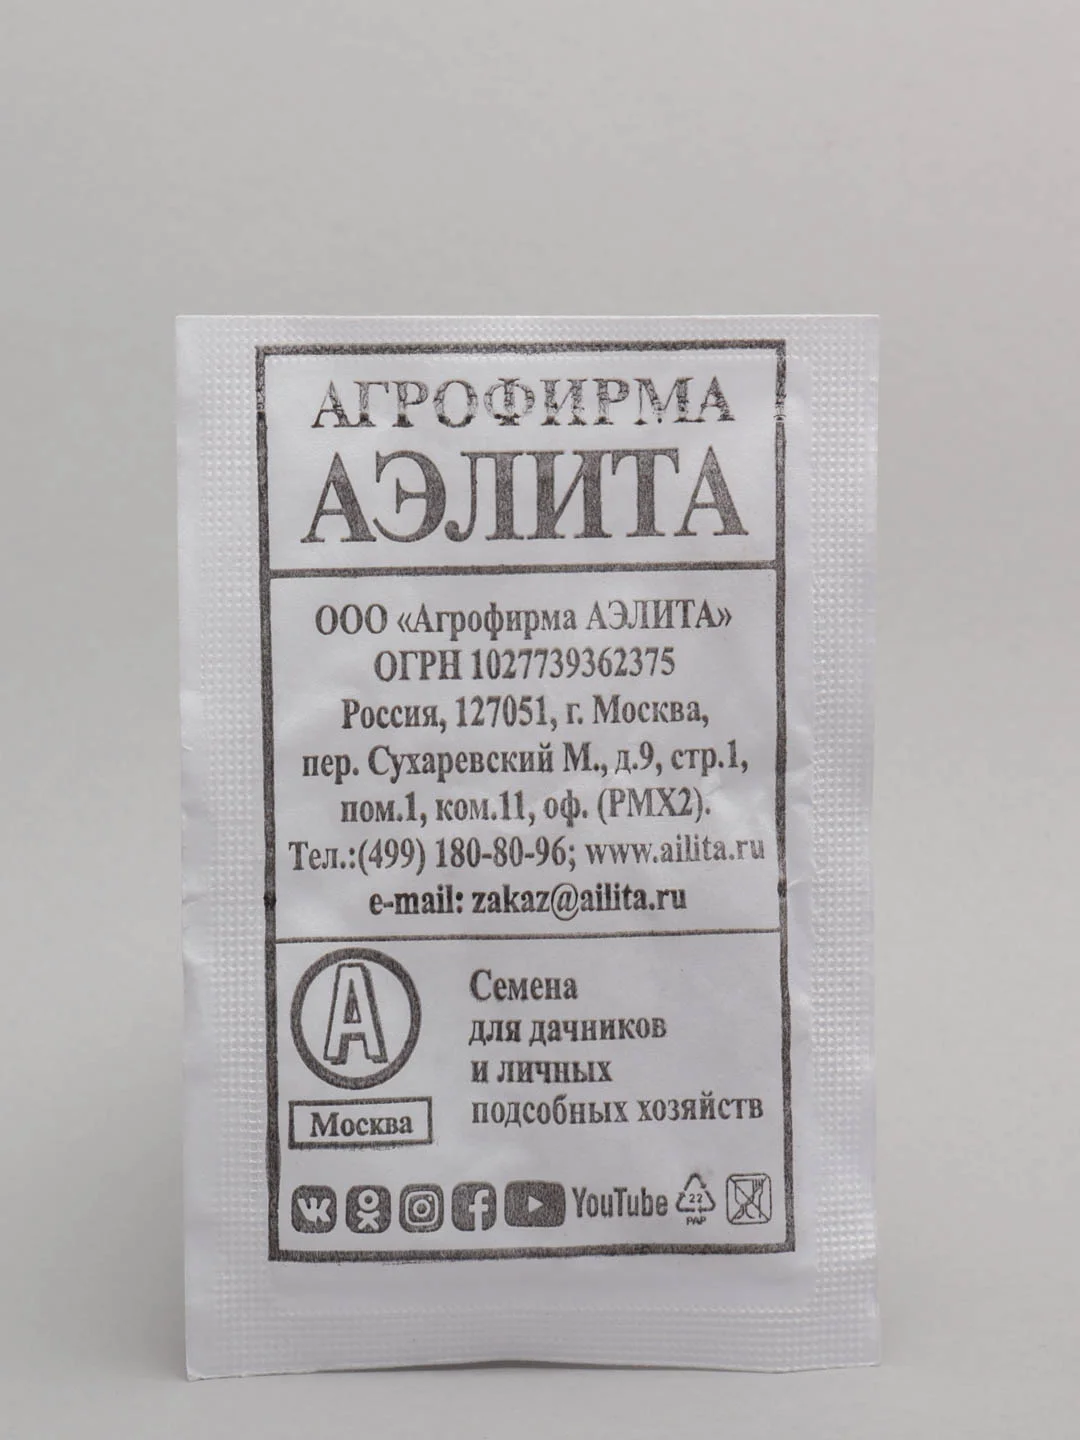 АГРОФИРМА
АЭЛИТА
ООО «Агрофирма АЭЛИТА»
ОГРН 1027739362375
Россия, 127051, г. Москва,
пер. Сухаревский М., д.9, стр.1,
пом.1, ком.11, оф. (РМХ2).
Тел.:(499) 180-80-96; www.ailita.ru
e-mail: zakaz@ailita.ru
А
Москва
Семена
для дачников
и личных
подсобных хозяйств
YouTube
22
PAP